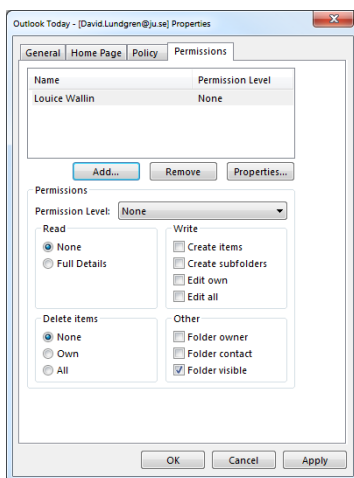 Outlook Today - [David.Lundgren@ju.se] Properties
General Home Page Policy Permissions
Name Permission Level
Louice Wallin None
Add... Remove Properties...
Permissions
Permission Level: None
Read Write
None Create items
Full Details Create subfolders
Edit own
Edit all
Delete items Other
None Folder owner
Own Folder contact
All Folder visible
OK Cancel Apply